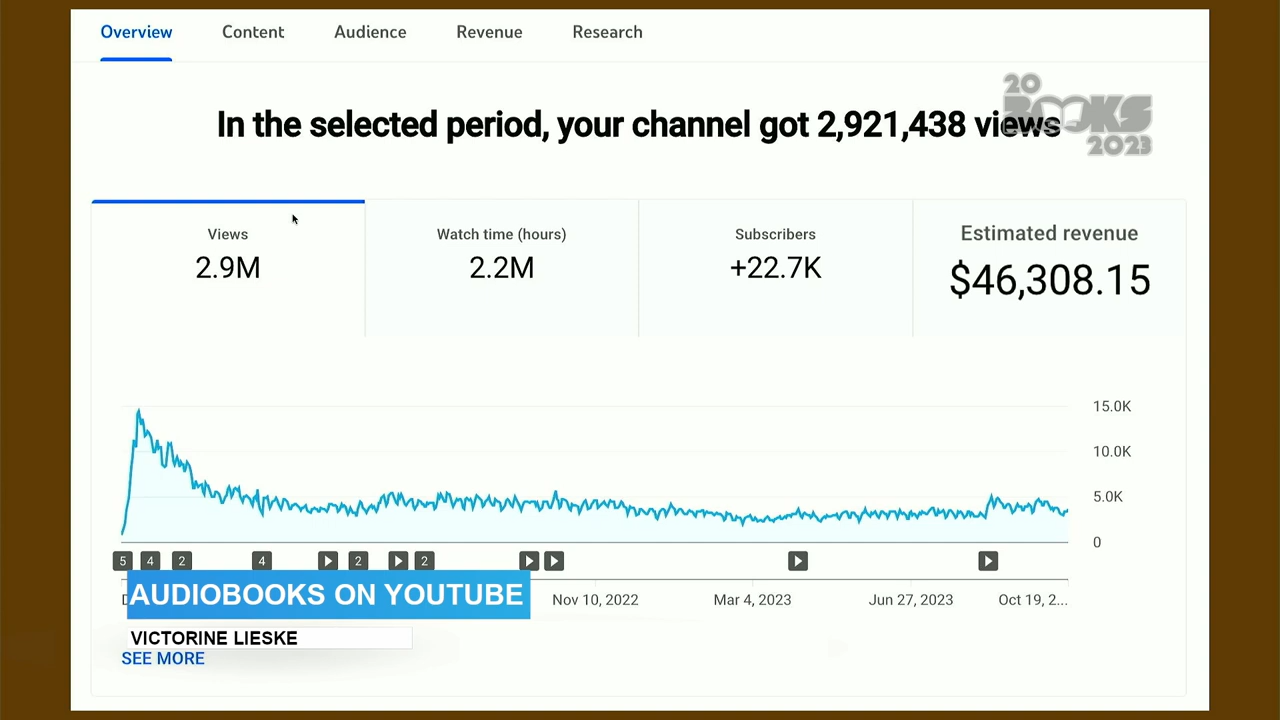 Overview Content Audience Revenue Research
20
BOOKS
2023
In the selected period, your channel got 2,921,438 views
Views Watch time (hours) Subscribers Estimated revenue
2.9M 2.2M +22.7K $46,308.15
15.0K
10.0K
5.0K
0
5 4 2 4 2 2
AUDIOBOOKS ON YOUTUBE
Nov 10, 2022 Mar 4, 2023 Jun 27, 2023 Oct 19, 2...
VICTORINE LIESKE
SEE MORE